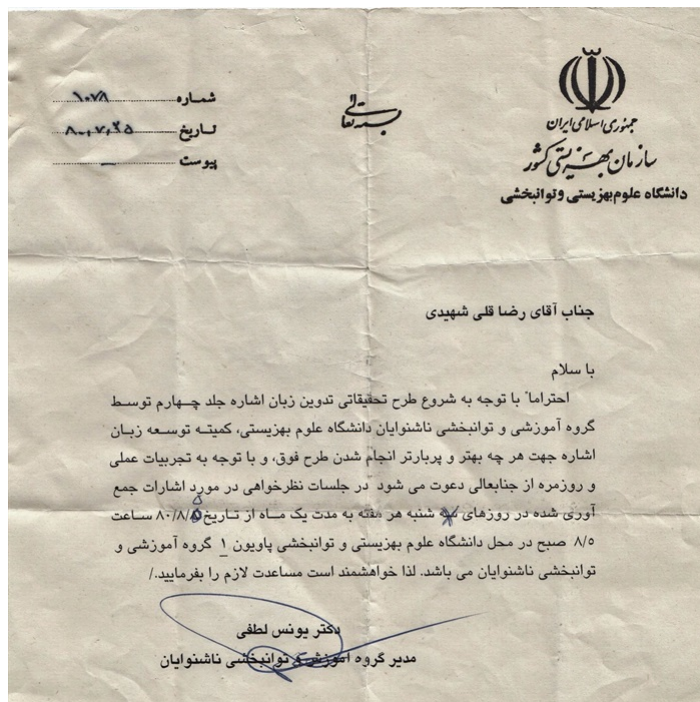 جمهوری اسلامی ایران
سازمان بهزیستی کشور
دانشگاه علوم بهزیستی و توانبخشی
بسمه تعالی
شماره ۱۰۷۸
تاریخ ۸۰،۷،۲۵
پیوست —
جناب آقای رضا قلی شهیدی
با سلام
احتراماً با توجه به شروع طرح تحقیقاتی تدوین زبان اشاره جلد چهارم توسط
گروه آموزشی و توانبخشی ناشنوایان دانشگاه علوم بهزیستی، کمیته توسعه زبان
اشاره جهت هر چه بهتر و پربارتر انجام شدن طرح فوق، و با توجه به تجربیات عملی
و روزمره از جنابعالی دعوت می شود در جلسات نظرخواهی در مورد اشارات جمع
آوری شده در روزهای شنبه هر هفته به مدت یک ماه از تاریخ ۸۰/۸/۵ ساعت
۸/۵ صبح در محل دانشگاه علوم بهزیستی و توانبخشی پاویون ۱ گروه آموزشی و
توانبخشی ناشنوایان می باشد. لذا خواهشمند است مساعدت لازم را بفرمایید./
دکتر یونس لطفی
مدیر گروه آموزش و توانبخشی ناشنوایان